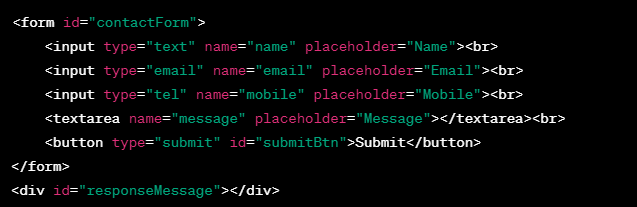 <form id="contactForm">
    <input type="text" name="name" placeholder="Name"><br>
    <input type="email" name="email" placeholder="Email"><br>
    <input type="tel" name="mobile" placeholder="Mobile"><br>
    <textarea name="message" placeholder="Message"></textarea><br>
    <button type="submit" id="submitBtn">Submit</button>
</form>
<div id="responseMessage"></div>